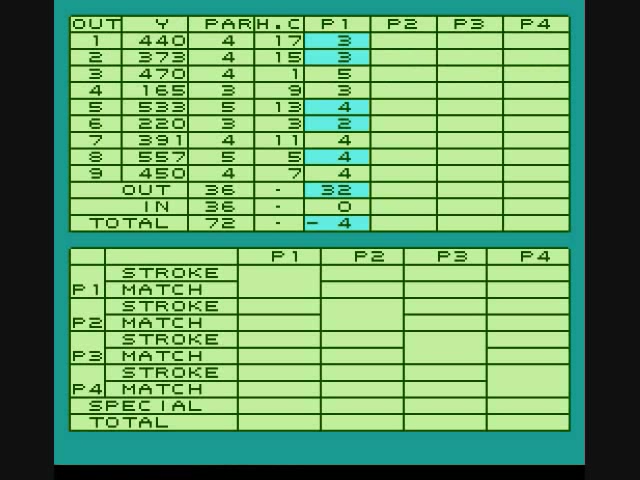 OUT Y PAR H.C P1 P2 P3 P4
1 440 4 17 3
2 373 4 15 3
3 470 4 1 5
4 165 3 9 3
5 533 5 13 4
6 220 3 3 2
7 391 4 11 4
8 557 5 5 4
9 450 4 7 4
OUT 36 - 32
IN 36 - 0
TOTAL 72 - - 4
P1 P2 P3 P4
STROKE
P1 MATCH
STROKE
P2 MATCH
STROKE
P3 MATCH
STROKE
P4 MATCH
SPECIAL
TOTAL